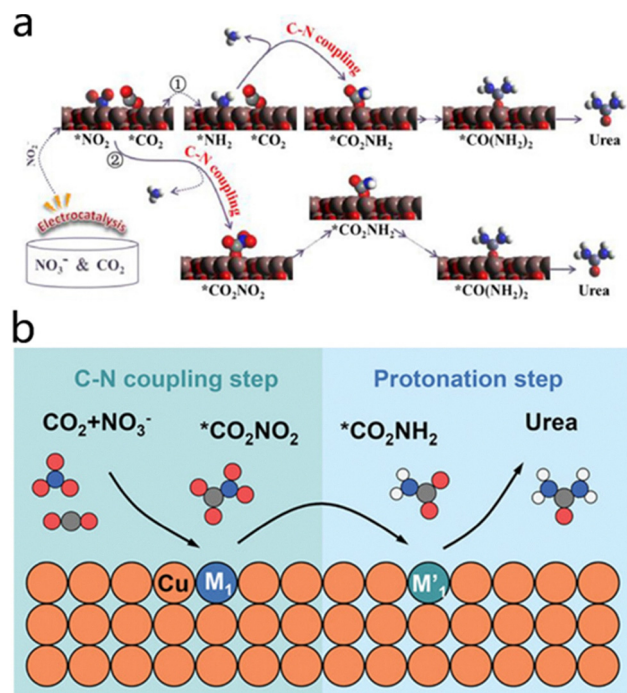 a
C-N coupling
①
*NO₂ *CO₂ *NH₂ *CO₂ *CO₂NH₂ *CO(NH₂)₂ Urea
②
C-N coupling
NO₂⁻
Electrocatalysis
NO₃⁻ & CO₂
*CO₂NH₂
*CO₂NO₂ *CO(NH₂)₂ Urea
b
C-N coupling step Protonation step
CO₂+NO₃⁻ *CO₂NO₂ *CO₂NH₂ Urea
Cu M₁ M'₁